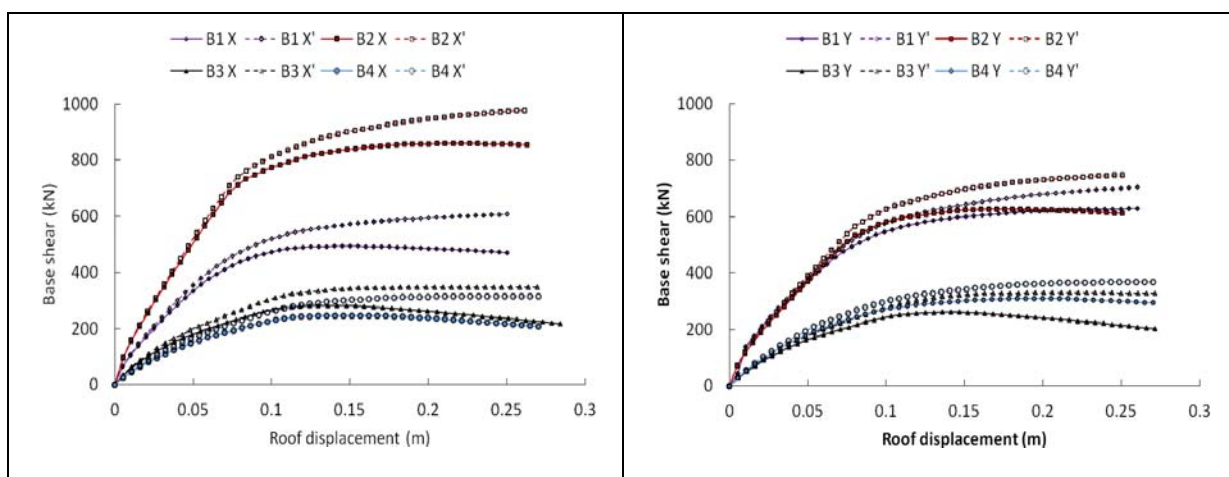 B1 X B1 X' B2 X B2 X'
B3 X B3 X' B4 X B4 X'
1000
800
600
400
200
0
Base shear (kN)
0 0.05 0.1 0.15 0.2 0.25 0.3
Roof displacement (m)
B1 Y B1 Y' B2 Y B2 Y'
B3 Y B3 Y' B4 Y B4 Y'
1000
800
600
400
200
0
Base shear (kN)
0 0.05 0.1 0.15 0.2 0.25 0.3
Roof displacement (m)